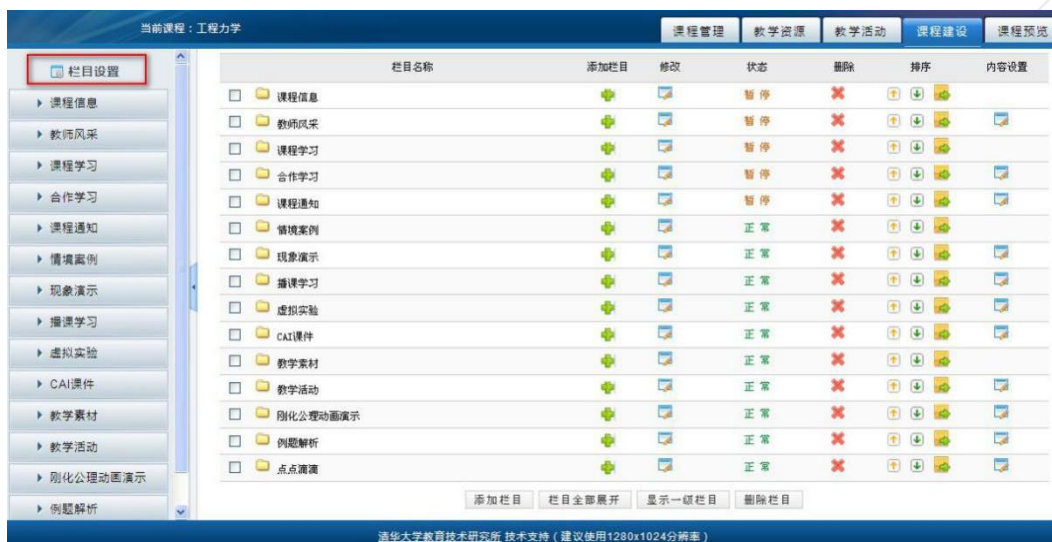 当前课程：工程力学
课程管理 教学资源 教学活动 课程建设 课程预览
栏目设置
课程信息
教师风采
课程学习
合作学习
课程通知
情境案例
现象演示
播课学习
虚拟实验
CAI课件
教学素材
教学活动
刚化公理动画演示
例题解析
栏目名称 添加栏目 修改 状态 删除 排序 内容设置
课程信息 暂停
教师风采 暂停
课程学习 暂停
合作学习 暂停
课程通知 暂停
情境案例 正常
现象演示 正常
播课学习 正常
虚拟实验 正常
CAI课件 正常
教学素材 正常
教学活动 正常
刚化公理动画演示 正常
例题解析 正常
点点滴滴 正常
添加栏目 栏目全部展开 显示一级栏目 删除栏目
清华大学教育技术研究所 技术支持（建议使用1280x1024分辨率）